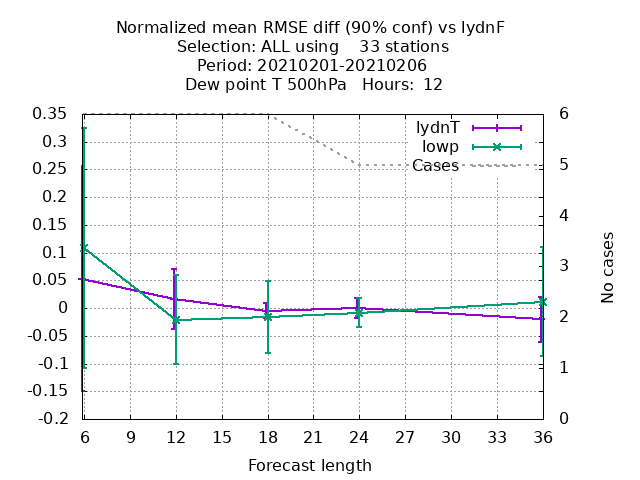 Normalized mean RMSE diff (90% conf) vs lydnF
Selection: ALL using 33 stations
Period: 20210201-20210206
Dew point T 500hPa Hours: 12
lydnT
lowp
Cases
0.35
0.3
0.25
0.2
0.15
0.1
0.05
0
-0.05
-0.1
-0.15
-0.2
6
5
4
3
2
1
0
No cases
6 9 12 15 18 21 24 27 30 33 36
Forecast length